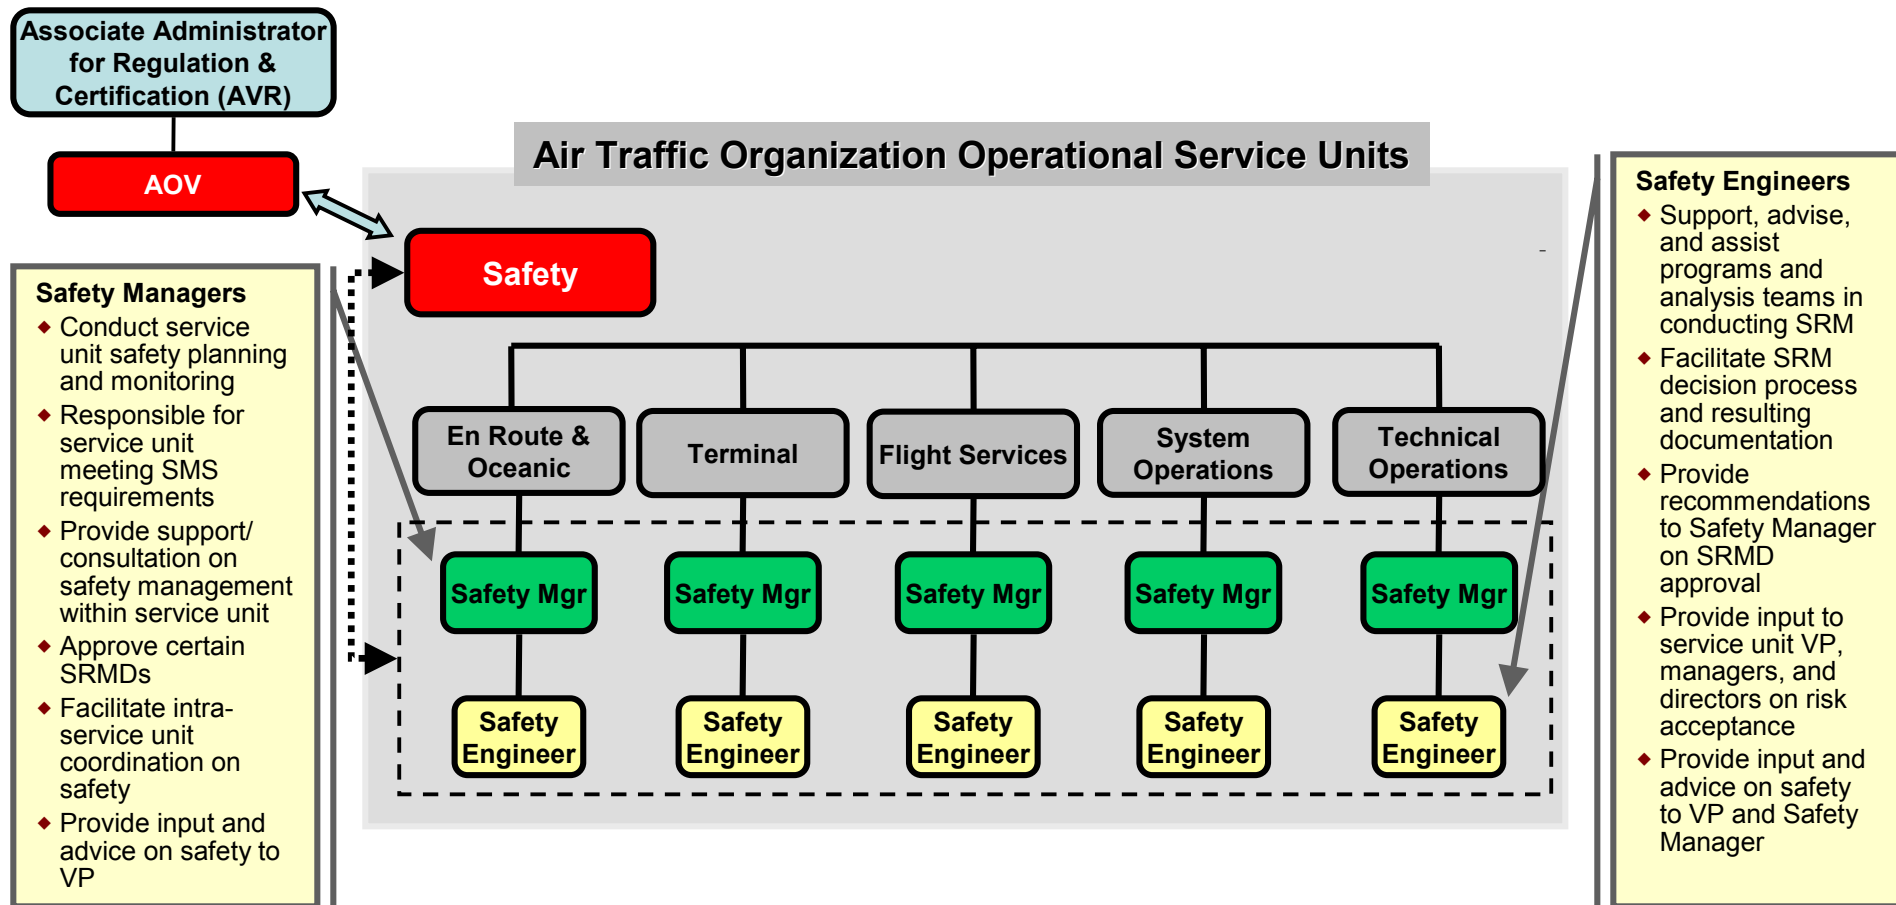 Associate Administrator
for Regulation &
Certification (AVR)
AOV
Air Traffic Organization Operational Service Units
Safety
Safety Managers
◆ Conduct service
unit safety planning
and monitoring
◆ Responsible for
service unit
meeting SMS
requirements
◆ Provide support/
consultation on
safety management
within service unit
◆ Approve certain
SRMDs
◆ Facilitate intra-
service unit
coordination on
safety
◆ Provide input and
advice on safety to
VP
En Route &
Oceanic
Terminal
Flight Services
System
Operations
Technical
Operations
Safety Mgr
Safety Mgr
Safety Mgr
Safety Mgr
Safety Mgr
Safety
Engineer
Safety
Engineer
Safety
Engineer
Safety
Engineer
Safety
Engineer
-
Safety Engineers
◆ Support, advise,
and assist
programs and
analysis teams in
conducting SRM
◆ Facilitate SRM
decision process
and resulting
documentation
◆ Provide
recommendations
to Safety Manager
on SRMD
approval
◆ Provide input to
service unit VP,
managers, and
directors on risk
acceptance
◆ Provide input and
advice on safety
to VP and Safety
Manager